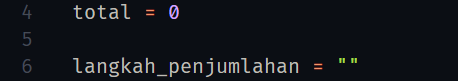 4 total = 0
5
6 langkah_penjumlahan = ""